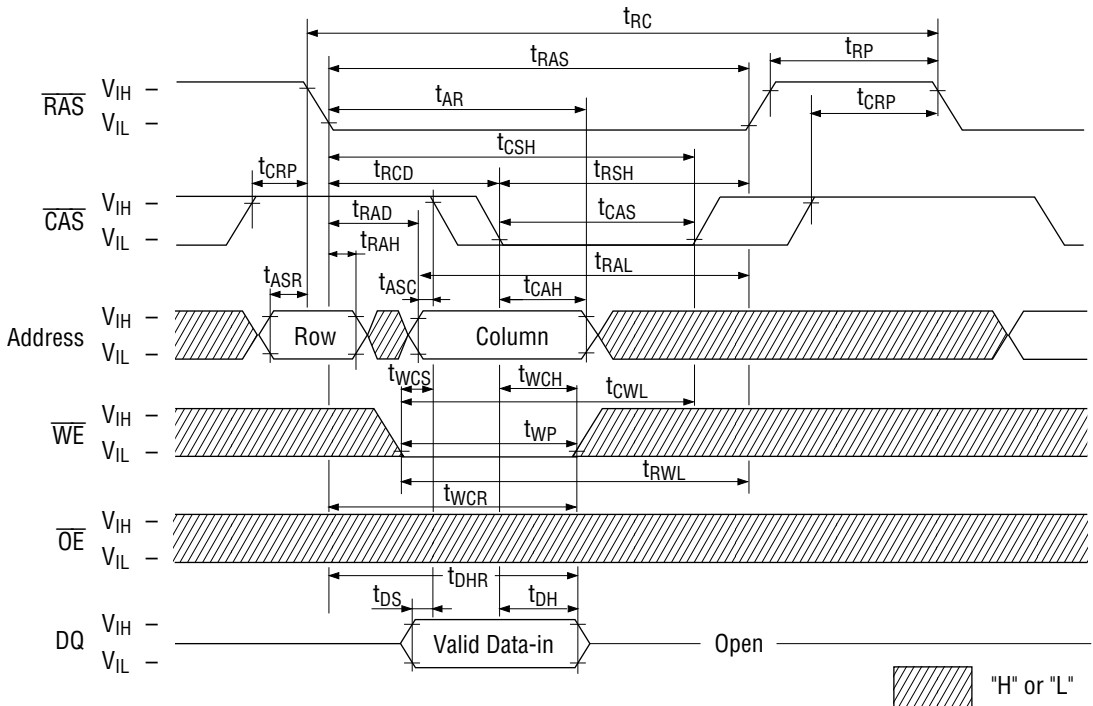 tRC
tRAS
tRP
RAS
VIH –
VIL –
tAR
tCRP
tCSH
tCRP
tRCD
tRSH
CAS
VIH –
VIL –
tRAD
tCAS
tRAH
tRAL
tASR
tASC
tCAH
Address
VIH –
VIL –
Row
Column
tWCS
tWCH
tCWL
WE
VIH –
VIL –
tWP
tRWL
tWCR
OE
VIH –
VIL –
tDHR
tDS
tDH
DQ
VIH –
VIL –
Valid Data-in
Open
"H" or "L"